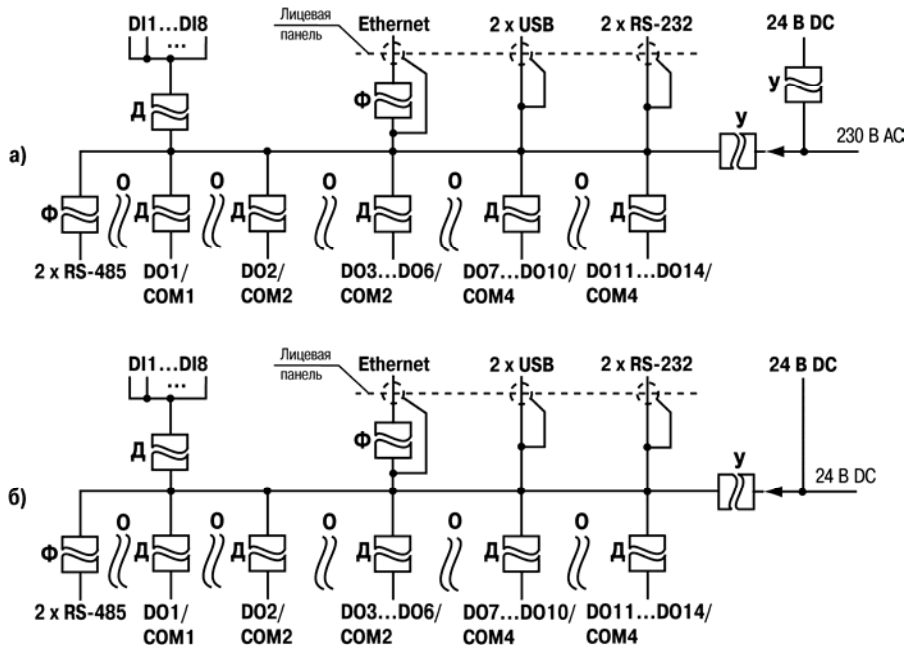 DI1...DI8
...
Лицевая
панель
Ethernet
2 x USB
2 x RS-232
24 В DC
Д
Ф
У
У
230 В AC
а)
О
О
О
О
О
Ф
Д
Д
Д
Д
Д
2 x RS-485
DO1/
COM1
DO2/
COM2
DO3...DO6/
COM2
DO7...DO10/
COM4
DO11...DO14/
COM4
DI1...DI8
...
Лицевая
панель
Ethernet
2 x USB
2 x RS-232
24 В DC
Д
Ф
У
24 В DC
б)
О
О
О
О
О
Ф
Д
Д
Д
Д
Д
2 x RS-485
DO1/
COM1
DO2/
COM2
DO3...DO6/
COM2
DO7...DO10/
COM4
DO11...DO14/
COM4